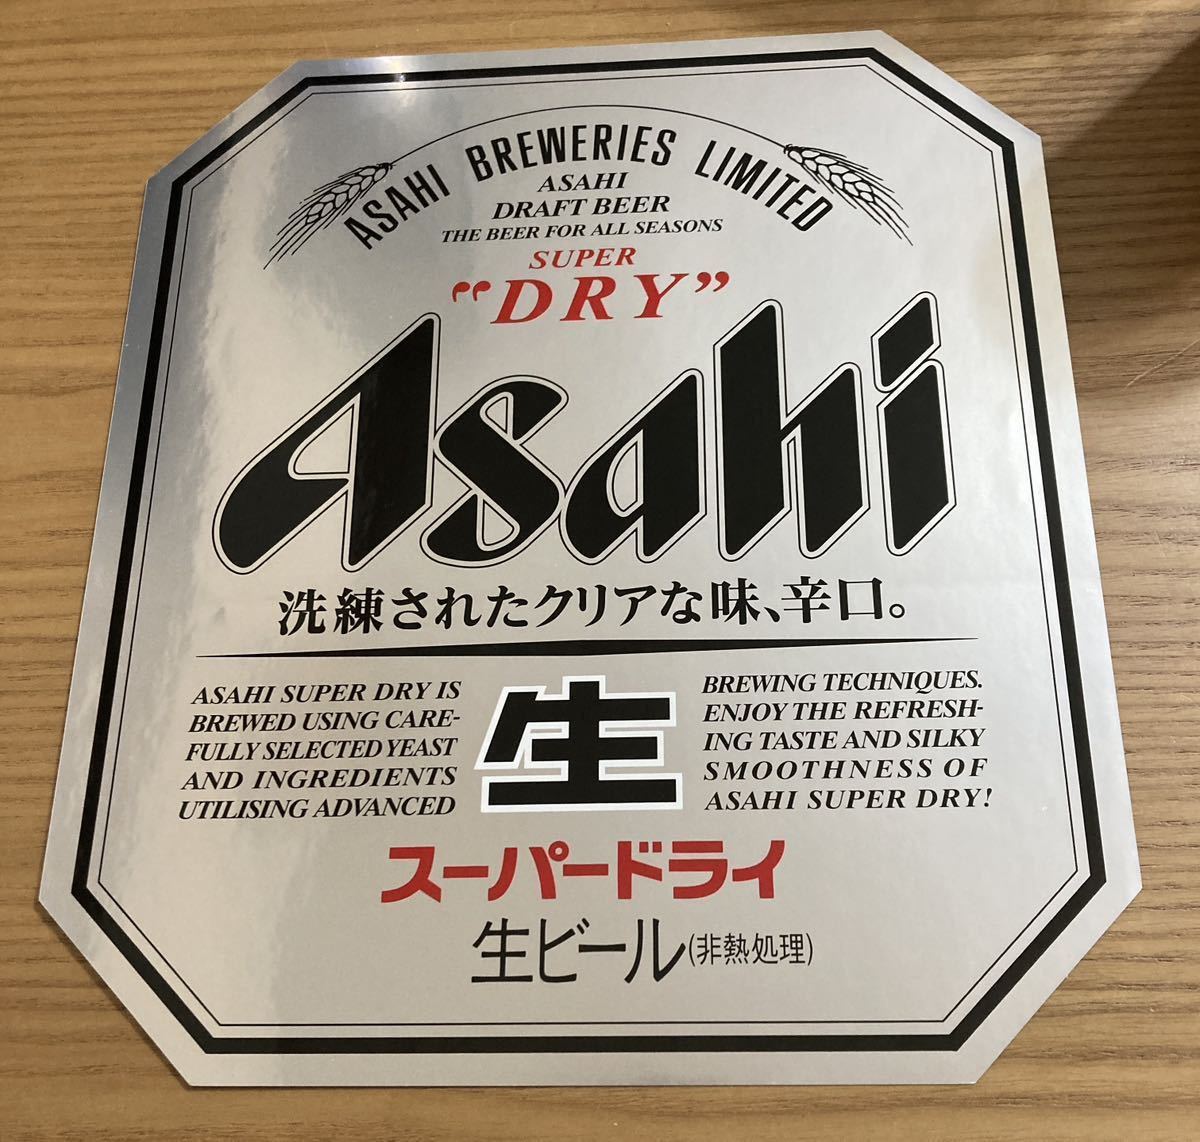 ASAHI BREWERIES LIMITED
ASAHI
DRAFT BEER
THE BEER FOR ALL SEASONS
SUPER
“DRY”
Asahi
洗練されたクリアな味、辛口。
ASAHI SUPER DRY IS
BREWED USING CARE-
FULLY SELECTED YEAST
AND INGREDIENTS
UTILISING ADVANCED
生
BREWING TECHNIQUES.
ENJOY THE REFRESH-
ING TASTE AND SILKY
SMOOTHNESS OF
ASAHI SUPER DRY!
スーパードライ
生ビール(非熱処理)